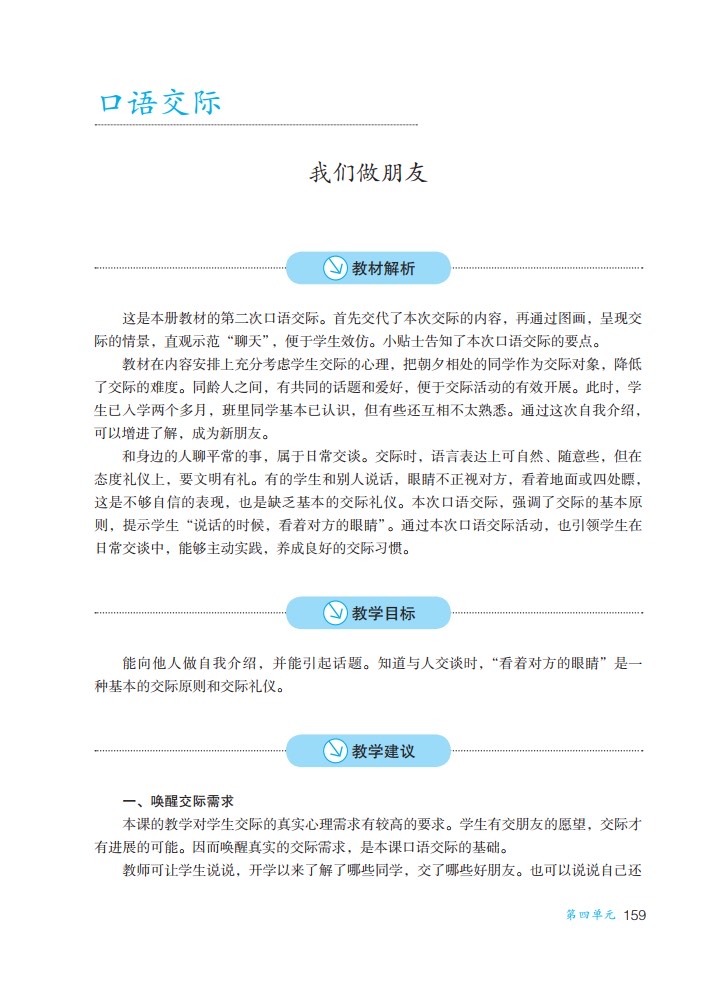 口语交际
我们做朋友
教材解析
这是本册教材的第二次口语交际。首先交代了本次交际的内容，再通过图画，呈现交
际的情景，直观示范“聊天”，便于学生效仿。小贴士告知了本次口语交际的要点。
教材在内容安排上充分考虑学生交际的心理，把朝夕相处的同学作为交际对象，降低
了交际的难度。同龄人之间，有共同的话题和爱好，便于交际活动的有效开展。此时，学
生已入学两个多月，班里同学基本已认识，但有些还互相不太熟悉。通过这次自我介绍，
可以增进了解，成为新朋友。
和身边的人聊平常的事，属于日常交谈。交际时，语言表达上可自然、随意些，但在
态度礼仪上，要文明有礼。有的学生和别人说话，眼睛不正视对方，看着地面或四处瞟，
这是不够自信的表现，也是缺乏基本的交际礼仪。本次口语交际，强调了交际的基本原
则，提示学生“说话的时候，看着对方的眼睛”。通过本次口语交际活动，也引领学生在
日常交谈中，能够主动实践，养成良好的交际习惯。
教学目标
能向他人做自我介绍，并能引起话题。知道与人交谈时，“看着对方的眼睛”是一
种基本的交际原则和交际礼仪。
教学建议
一、唤醒交际需求
本课的教学对学生交际的真实心理需求有较高的要求。学生有交朋友的愿望，交际才
有进展的可能。因而唤醒真实的交际需求，是本课口语交际的基础。
教师可让学生说说，开学以来了解了哪些同学，交了哪些好朋友。也可以说说自己还
第四单元 159